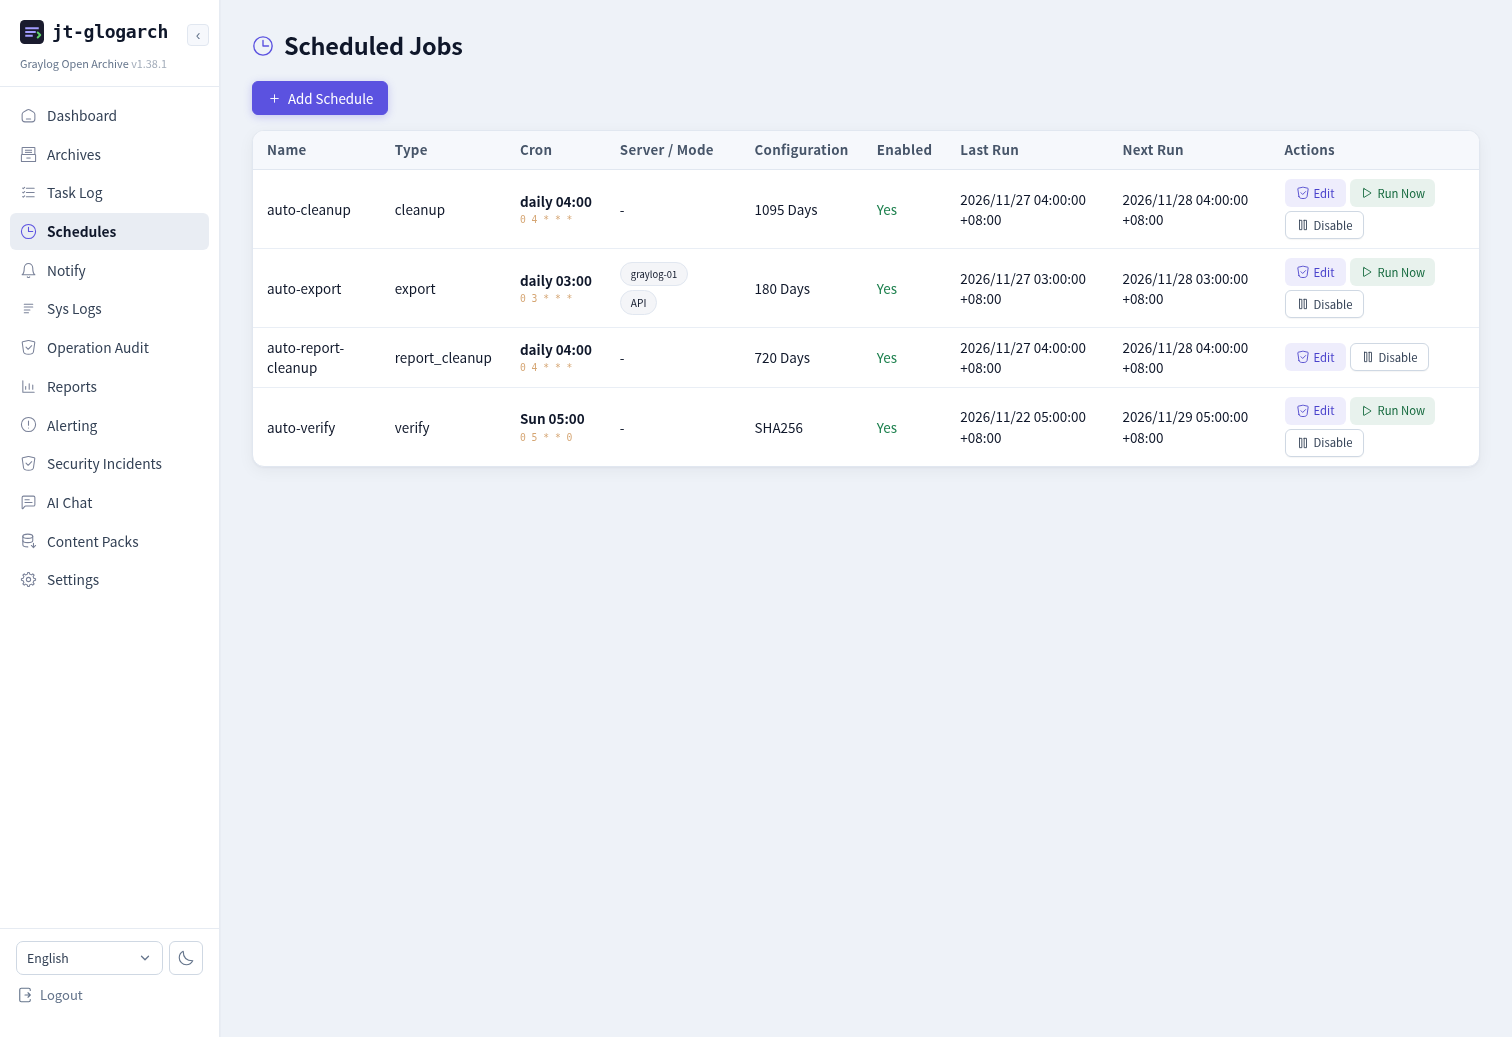 jt-glogarch
Graylog Open Archive v1.38.1
Dashboard
Archives
Task Log
Schedules
Notify
Sys Logs
Operation Audit
Reports
Alerting
Security Incidents
AI Chat
Content Packs
Settings
English
Logout
Scheduled Jobs
+ Add Schedule
Name Type Cron Server / Mode Configuration Enabled Last Run Next Run Actions
auto-cleanup cleanup daily 04:00 - 1095 Days Yes 2026/11/27 04:00:00 2026/11/28 04:00:00 Edit Run Now
0 4 * * * +08:00 +08:00 Disable
auto-export export daily 03:00 graylog-01 180 Days Yes 2026/11/27 03:00:00 2026/11/28 03:00:00 Edit Run Now
0 3 * * * API +08:00 +08:00 Disable
auto-report- report_cleanup daily 04:00 - 720 Days Yes 2026/11/27 04:00:00 2026/11/28 04:00:00 Edit Disable
cleanup 0 4 * * * +08:00 +08:00
auto-verify verify Sun 05:00 - SHA256 Yes 2026/11/22 05:00:00 2026/11/29 05:00:00 Edit Run Now
0 5 * * 0 +08:00 +08:00 Disable